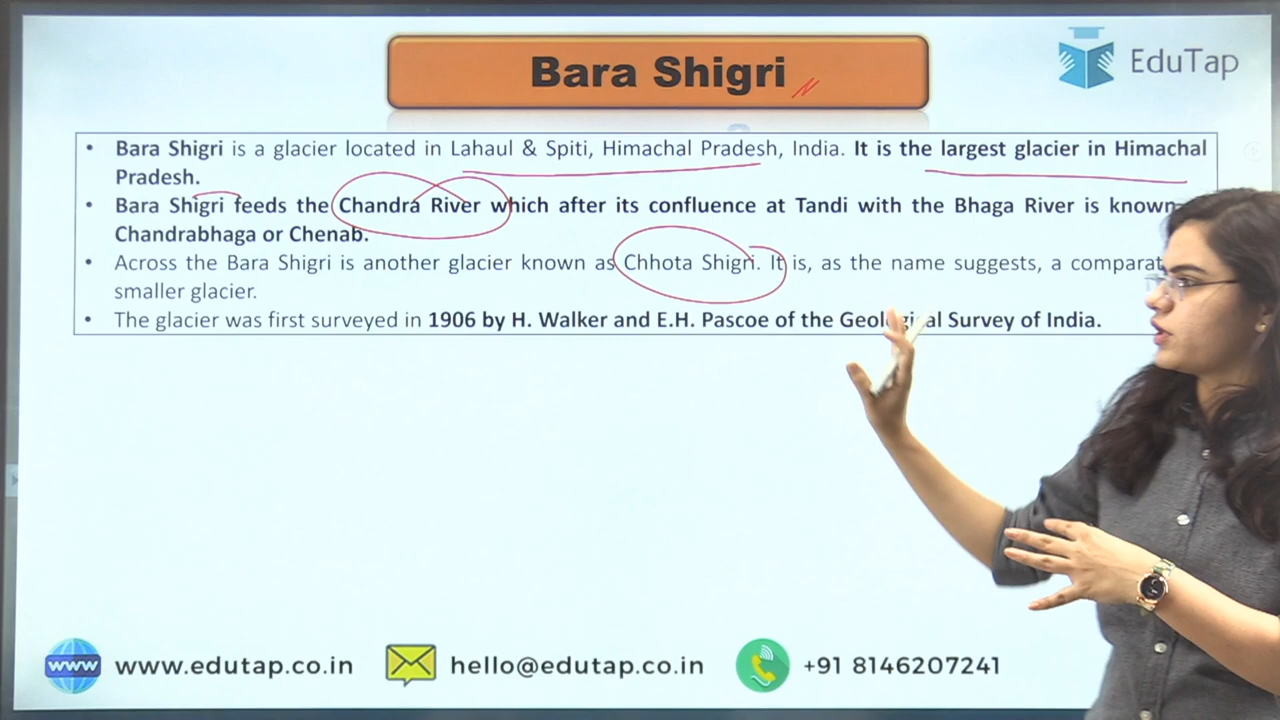 Bara Shigri
EduTap
• Bara Shigri is a glacier located in Lahaul & Spiti, Himachal Pradesh, India. It is the largest glacier in Himachal
Pradesh.
• Bara Shigri feeds the Chandra River which after its confluence at Tandi with the Bhaga River is known
Chandrabhaga or Chenab.
• Across the Bara Shigri is another glacier known as Chhota Shigri. It is, as the name suggests, a
smaller glacier.
• The glacier was first surveyed in 1906 by H. Walker and E.H. Pascoe of the Geological Survey of India.
www www.edutap.co.in hello@edutap.co.in +91 8146207241